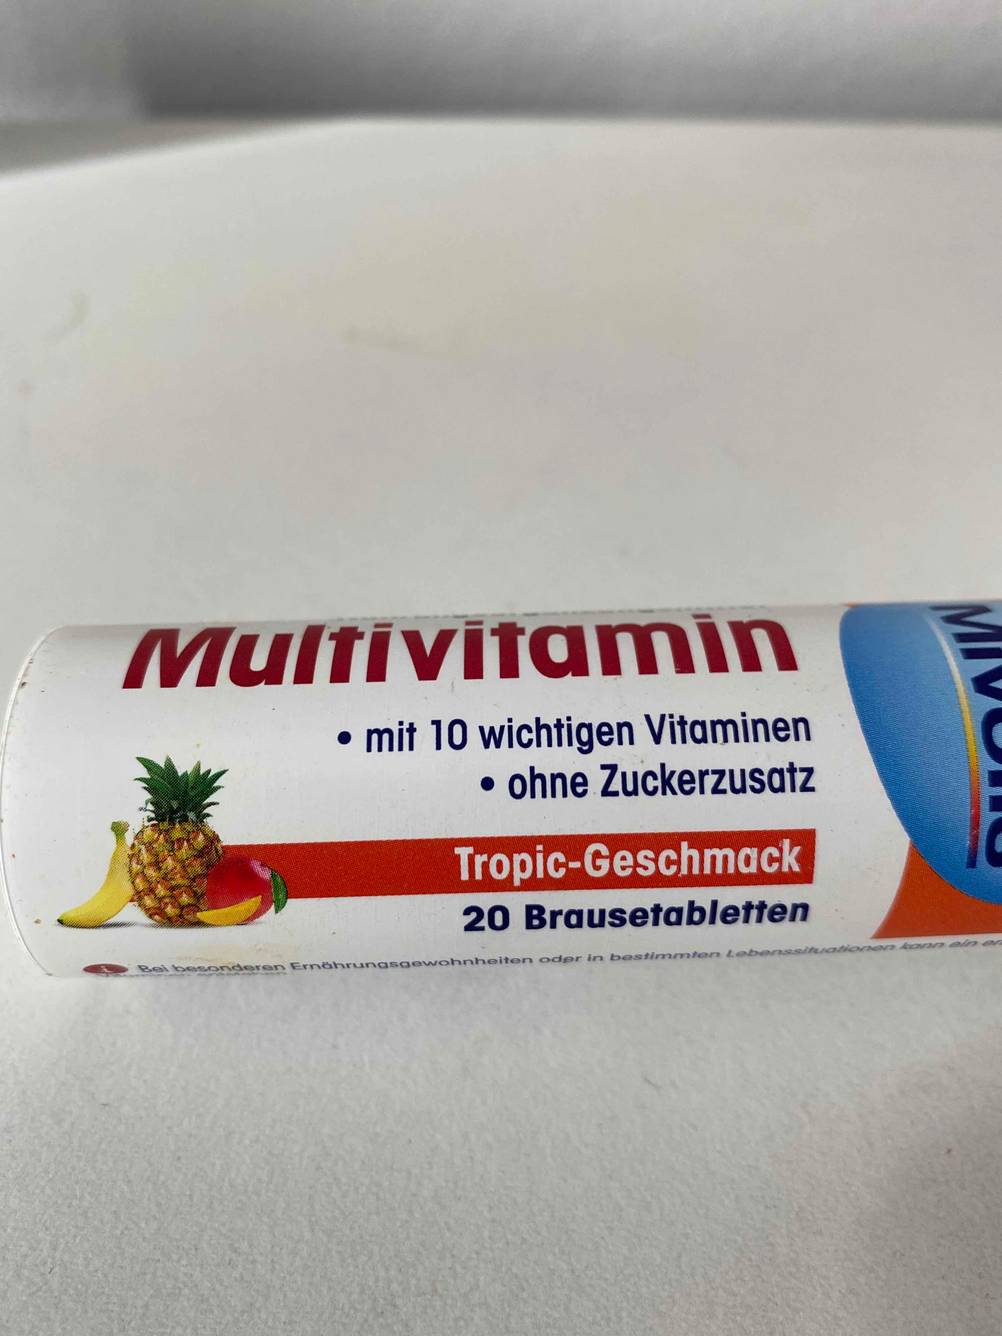 Multivitamin
• mit 10 wichtigen Vitaminen
• ohne Zuckerzusatz
Tropic-Geschmack
20 Brausetabletten
i Bei besonderen Ernährungsgewohnheiten oder in bestimmten Lebenssituationen kann ein
Mivolis